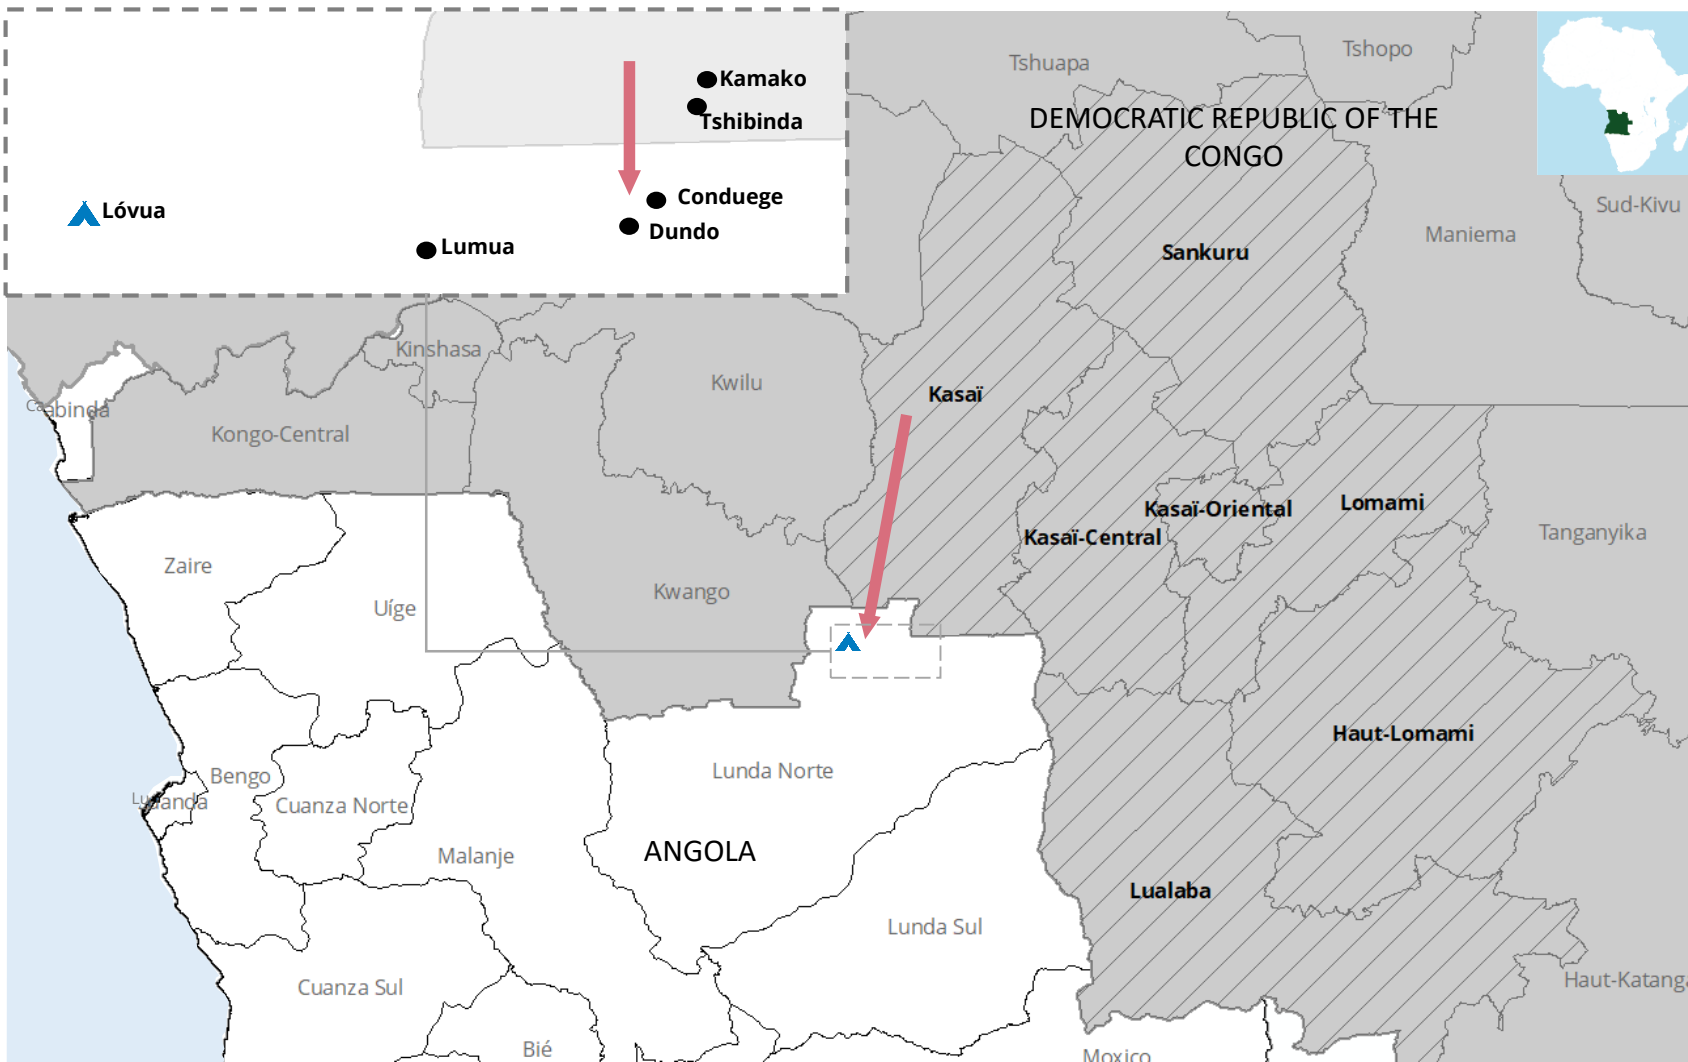 Kamako
Tshibinda
Conduege
Dundo
Lóvua
Lumua
Tshuapa
Tshopo
DEMOCRATIC REPUBLIC OF THE
CONGO
Sud-Kivu
Maniema
Sankuru
Kinshasa
Kwilu
Kasaï
Cabinda
Kongo-Central
Kasaï-Oriental
Lomami
Kasaï-Central
Tanganyika
Zaire
Uíge
Kwango
Haut-Lomami
Lunda Norte
Bengo
Luanda
Cuanza Norte
ANGOLA
Malanje
Lualaba
Lunda Sul
Cuanza Sul
Haut-Katanga
Bié
Moxico